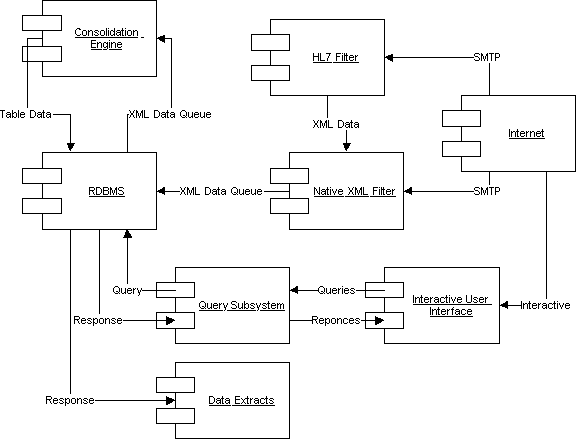 Consolidation
Engine
HL7 Filter
SMTP
Table Data
XML Data Queue
XML Data
Internet
RDBMS
XML Data Queue
Native XML Filter
SMTP
Query
Query Subsystem
Queries
Interactive User
Interface
Interactive
Response
Reponces
Response
Data Extracts